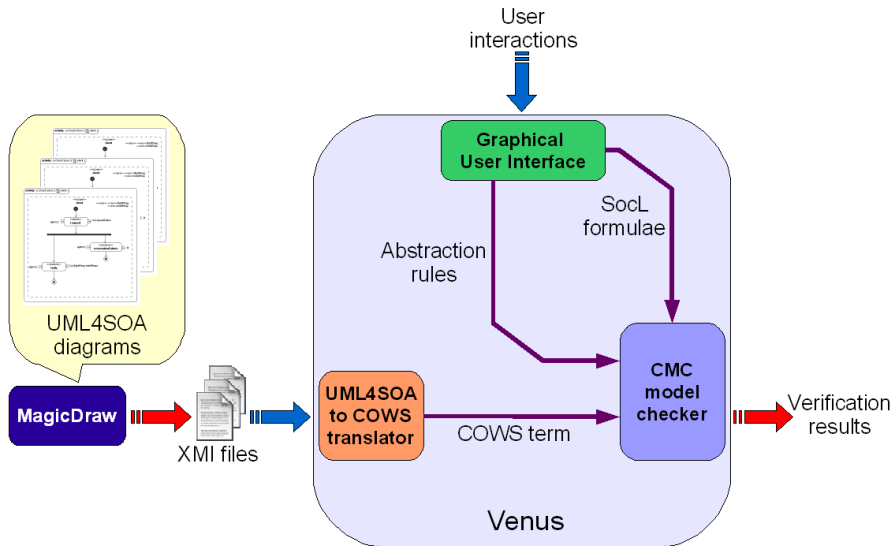 User
interactions
Graphical
User Interface
SocL
formulae
Abstraction
rules
UML4SOA
diagrams
MagicDraw
XMI files
UML4SOA
to COWS
translator
COWS term
CMC
model
checker
Verification
results
Venus